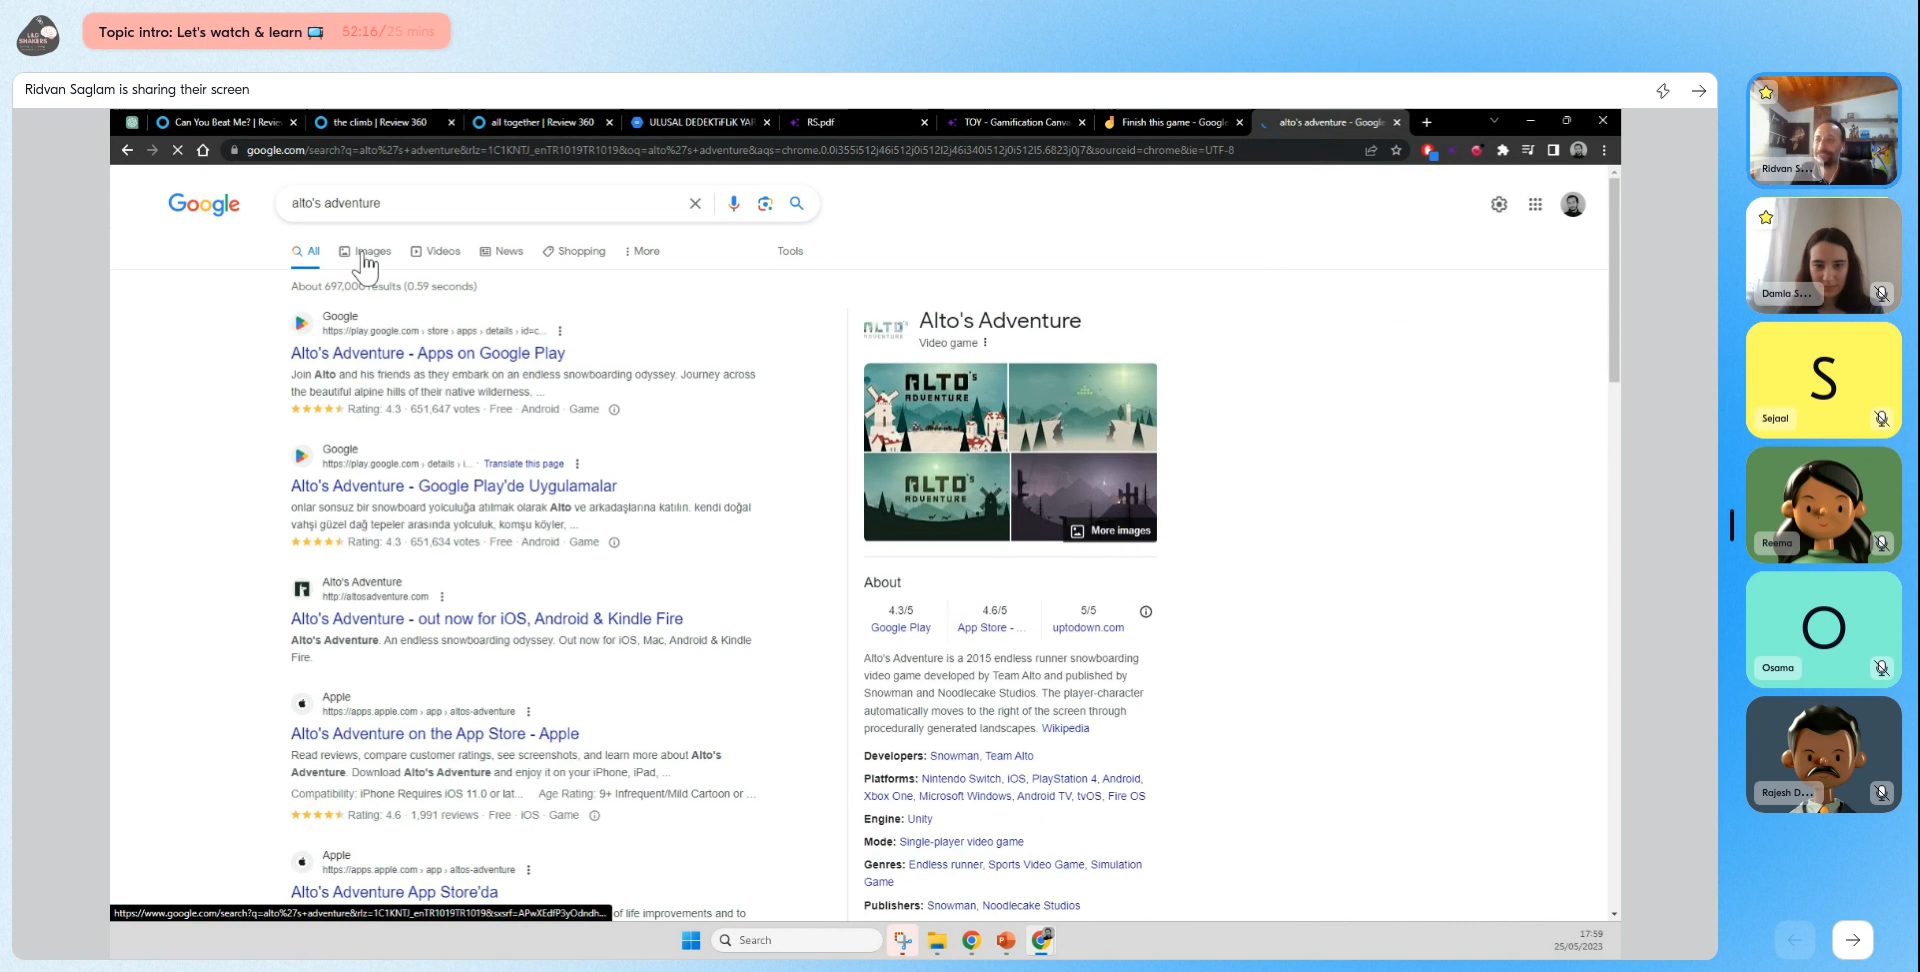 L&D
SHAKERS
Topic intro: Let's watch & learn
52:16/25 mins
Ridvan Saglam is sharing their screen
Can You Beat Me? | Revie
the climb | Review 360
all together | Review 360
ULUSAL DEDEKTiFLiK YAR
RS.pdf
TOY - Gamification Canva
Finish this game - Google
alto's adventure - Google
google.com/search?q=alto%27s+adventure&rlz=1C1KNTJ_enTR1019TR1019&oq=alto%27s+adventure&aqs=chrome.0.0i355i512j46i512j0i512l2j46i340i512j0i512l5.6823j0j7&sourceid=chrome&ie=UTF-8
Google
alto's adventure
All
Images
Videos
News
Shopping
More
Tools
About 697,000 results (0.59 seconds)
Google
https://play.google.com › store › apps › details › id=c...
Alto's Adventure - Apps on Google Play
Join Alto and his friends as they embark on an endless snowboarding odyssey. Journey across
the beautiful alpine hills of their native wilderness, ...
Rating: 4.3 · 651,647 votes · Free · Android · Game
Google
https://play.google.com › details › i... · Translate this page
Alto's Adventure - Google Play'de Uygulamalar
onlar sonsuz bir snowboard yolculuğa atılmak olarak Alto ve arkadaşlarına katılın. kendi doğal
vahşi güzel dağ tepeler arasında yolculuk, komşu köyler, ...
Rating: 4.3 · 651,634 votes · Free · Android · Game
Alto's Adventure
http://altosadventure.com
Alto's Adventure - out now for iOS, Android & Kindle Fire
Alto's Adventure. An endless snowboarding odyssey. Out now for iOS, Mac, Android & Kindle
Fire.
Apple
https://apps.apple.com › app › altos-adventure
Alto's Adventure on the App Store - Apple
Read reviews, compare customer ratings, see screenshots, and learn more about Alto's
Adventure. Download Alto's Adventure and enjoy it on your iPhone, iPad, ...
Compatibility: iPhone Requires iOS 11.0 or lat... Age Rating: 9+ Infrequent/Mild Cartoon or ...
Rating: 4.6 · 1,991 reviews · Free · iOS · Game
Apple
https://apps.apple.com › app › altos-adventure
Alto's Adventure App Store'da
of life improvements and to
https://www.google.com/search?q=alto%27s+adventure&rlz=1C1KNTJ_enTR1019TR1019&sxsrf=APwXEdfP3yOdndh...
ALTO'S
ADVENTURE
Alto's Adventure
Video game
ALTO'S
ADVENTURE
ALTO'S
ADVENTURE
More images
About
4.3/5
Google Play
4.6/5
App Store - ...
5/5
uptodown.com
Alto's Adventure is a 2015 endless runner snowboarding
video game developed by Team Alto and published by
Snowman and Noodlecake Studios. The player-character
automatically moves to the right of the screen through
procedurally generated landscapes. Wikipedia
Developers: Snowman, Team Alto
Platforms: Nintendo Switch, iOS, PlayStation 4, Android,
Xbox One, Microsoft Windows, Android TV, tvOS, Fire OS
Engine: Unity
Mode: Single-player video game
Genres: Endless runner, Sports Video Game, Simulation
Game
Publishers: Snowman, Noodlecake Studios
Search
17:59
25/05/2023
Ridvan S...
Damla S...
S
Sejaal
Reema
O
Osama
Rajesh D...